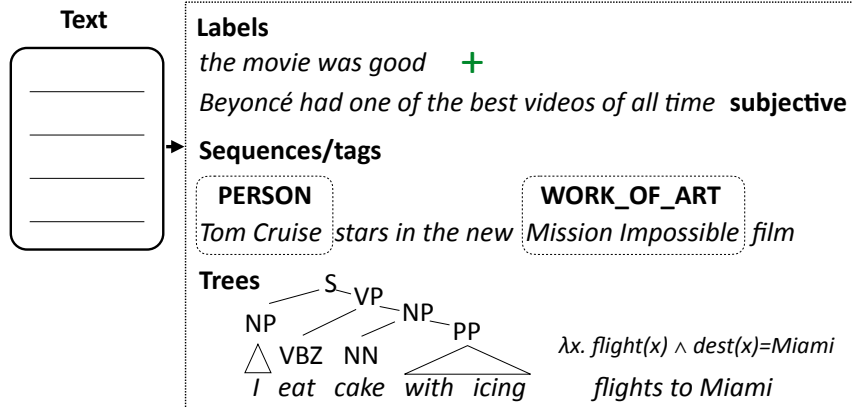 Text
Labels
the movie was good +
Beyoncé had one of the best videos of all time subjective
Sequences/tags
PERSON WORK_OF_ART
Tom Cruise stars in the new Mission Impossible film
Trees
S
VP
NP NP
PP
VBZ NN λx. flight(x) ∧ dest(x)=Miami
I eat cake with icing flights to Miami